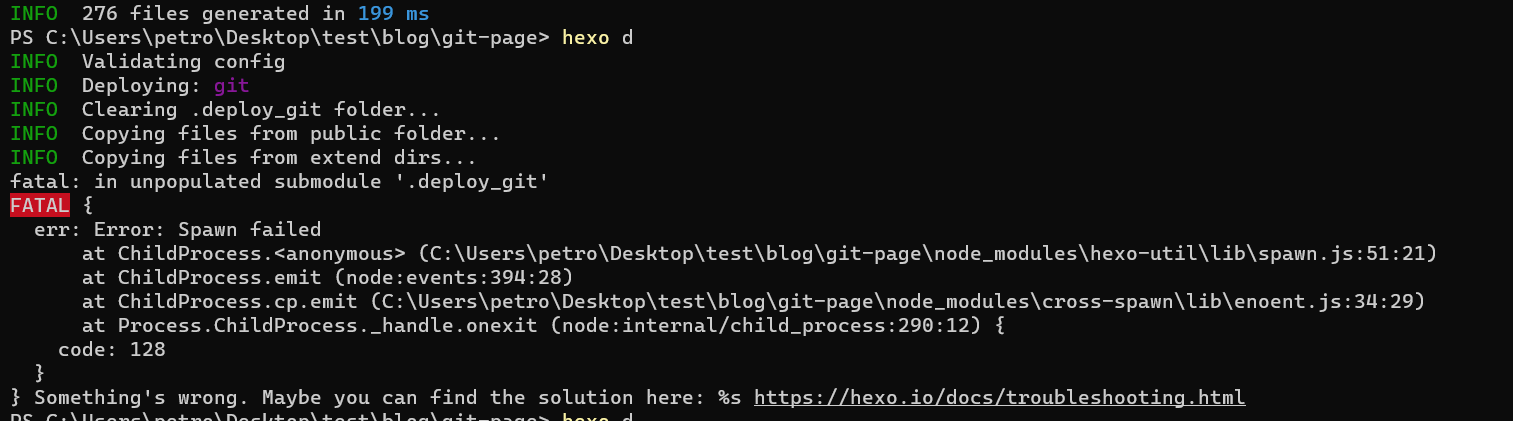 INFO  276 files generated in 199 ms
PS C:\Users\petro\Desktop\test\blog\git-page> hexo d
INFO  Validating config
INFO  Deploying: git
INFO  Clearing .deploy_git folder...
INFO  Copying files from public folder...
INFO  Copying files from extend dirs...
fatal: in unpopulated submodule '.deploy_git'
FATAL {
  err: Error: Spawn failed
      at ChildProcess.<anonymous> (C:\Users\petro\Desktop\test\blog\git-page\node_modules\hexo-util\lib\spawn.js:51:21)
      at ChildProcess.emit (node:events:394:28)
      at ChildProcess.cp.emit (C:\Users\petro\Desktop\test\blog\git-page\node_modules\cross-spawn\lib\enoent.js:34:29)
      at Process.ChildProcess._handle.onexit (node:internal/child_process:290:12) {
    code: 128
  }
} Something's wrong. Maybe you can find the solution here: %s https://hexo.io/docs/troubleshooting.html
PS C:\Users\petro\Desktop\test\blog\git-page> hexo d